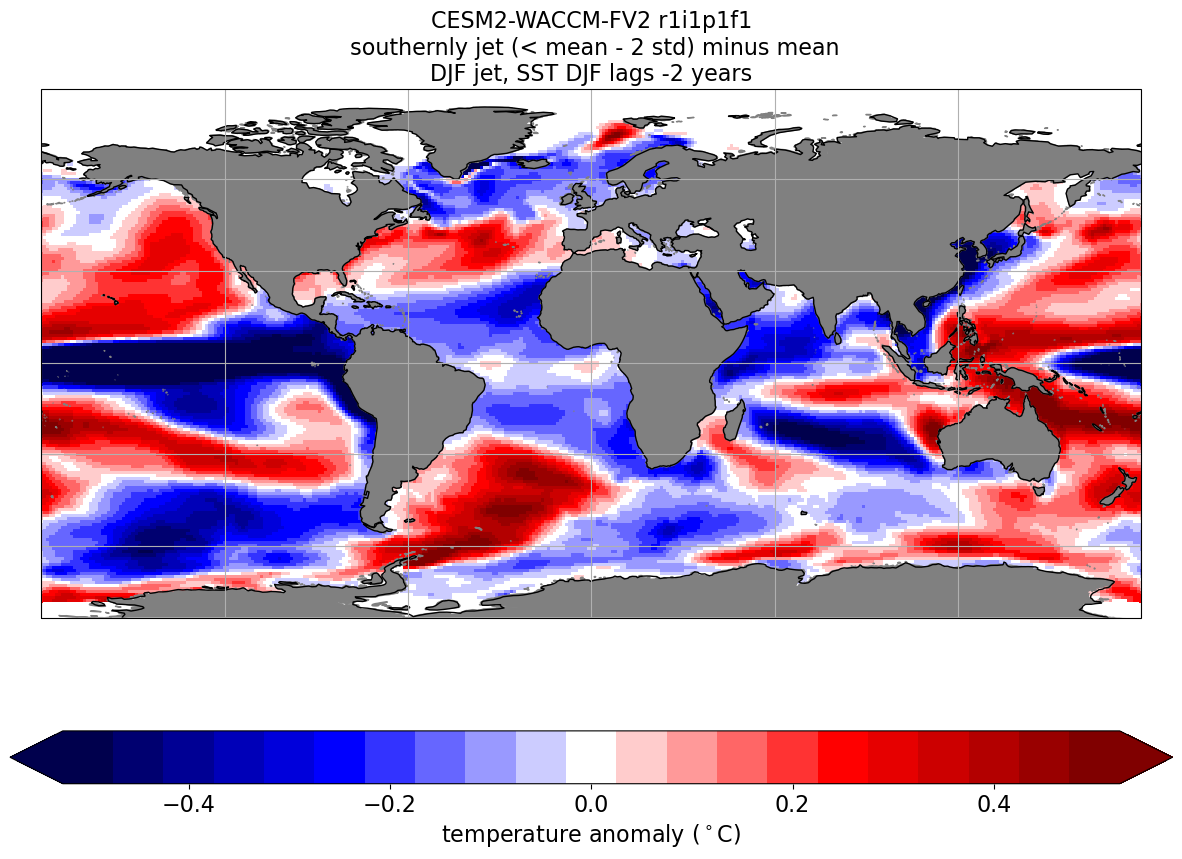 CESM2-WACCM-FV2 r1i1p1f1
southernly jet (< mean - 2 std) minus mean
DJF jet, SST DJF lags -2 years
−0.4 −0.2 0.0 0.2 0.4
temperature anomaly (°C)